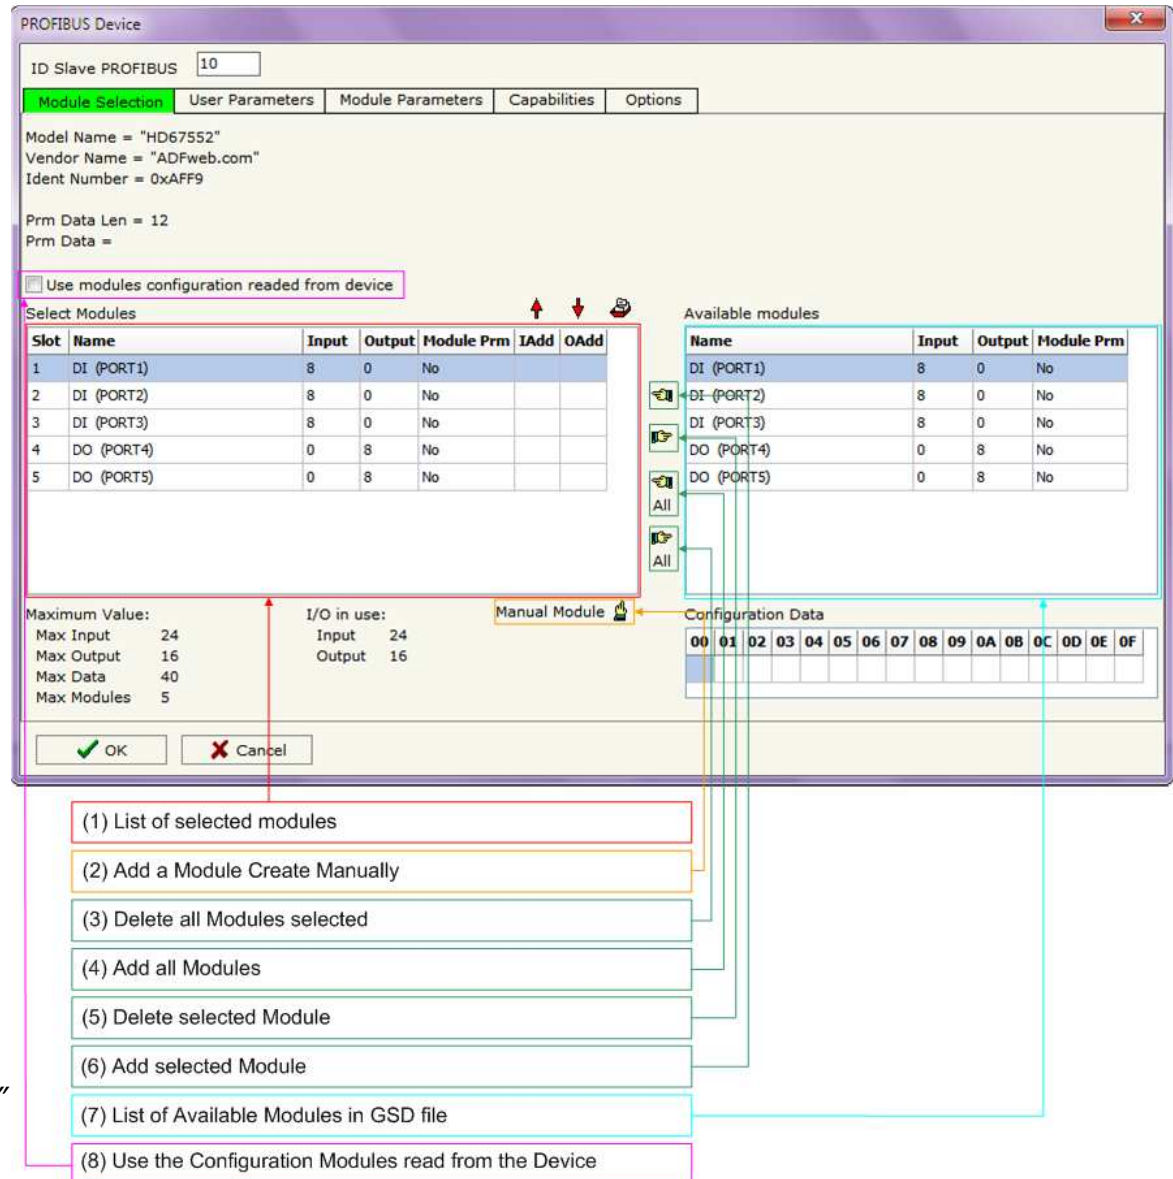 PROFIBUS Device
x
ID Slave PROFIBUS 10
Module Selection User Parameters Module Parameters Capabilities Options
Model Name = "HD67552"
Vendor Name = "ADFweb.com"
Ident Number = 0xAFF9
Prm Data Len = 12
Prm Data =
Use modules configuration readed from device
Select Modules
Slot Name Input Output Module Prm IAdd OAdd
1 DI (PORT1) 8 0 No
2 DI (PORT2) 8 0 No
3 DI (PORT3) 8 0 No
4 DO (PORT4) 0 8 No
5 DO (PORT5) 0 8 No
All
All
Available modules
Name Input Output Module Prm
DI (PORT1) 8 0 No
DI (PORT2) 8 0 No
DI (PORT3) 8 0 No
DO (PORT4) 0 8 No
DO (PORT5) 0 8 No
Maximum Value:
Max Input 24
Max Output 16
Max Data 40
Max Modules 5
I/O in use:
Input 24
Output 16
Manual Module
Configuration Data
00 01 02 03 04 05 06 07 08 09 0A 0B 0C 0D 0E 0F
OK Cancel
(1) List of selected modules
(2) Add a Module Create Manually
(3) Delete all Modules selected
(4) Add all Modules
(5) Delete selected Module
(6) Add selected Module
"
(7) List of Available Modules in GSD file
(8) Use the Configuration Modules read from the Device